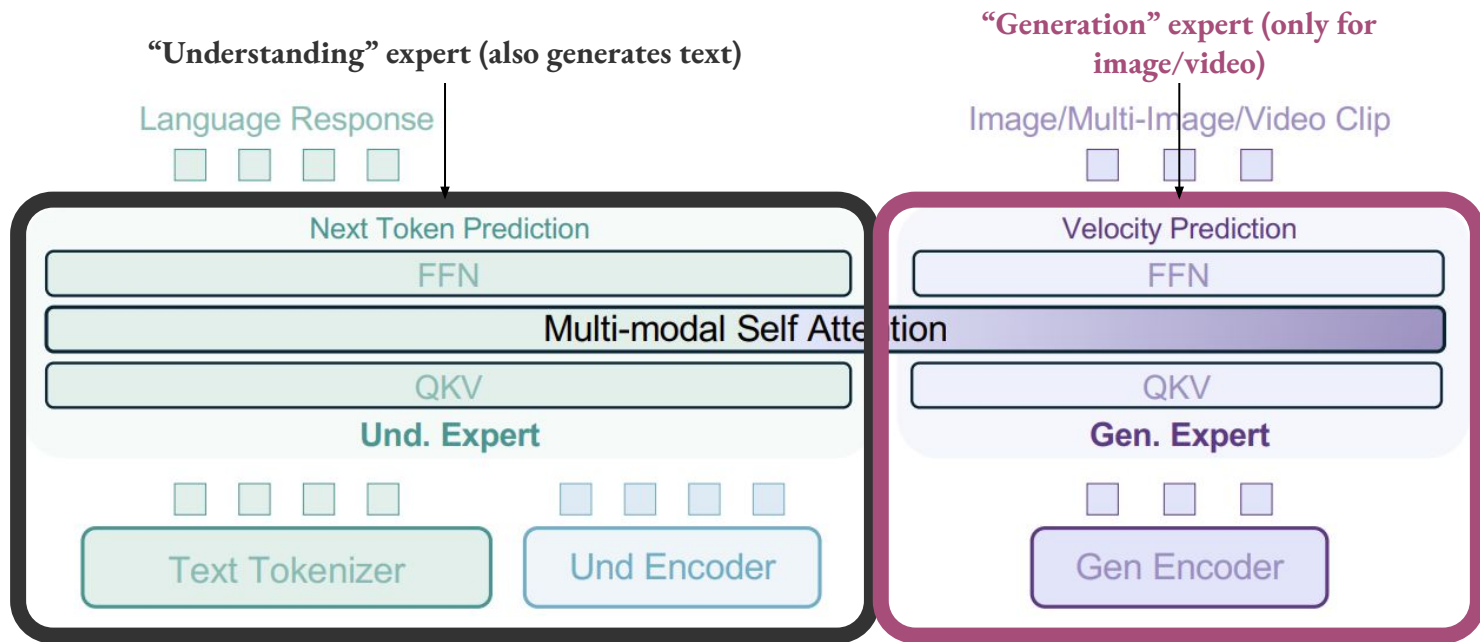 “Understanding” expert (also generates text)
“Generation” expert (only for
image/video)
Language Response
Image/Multi-Image/Video Clip
Next Token Prediction
Velocity Prediction
FFN
FFN
Multi-modal Self Attention
QKV
QKV
Und. Expert
Gen. Expert
Text Tokenizer
Und Encoder
Gen Encoder